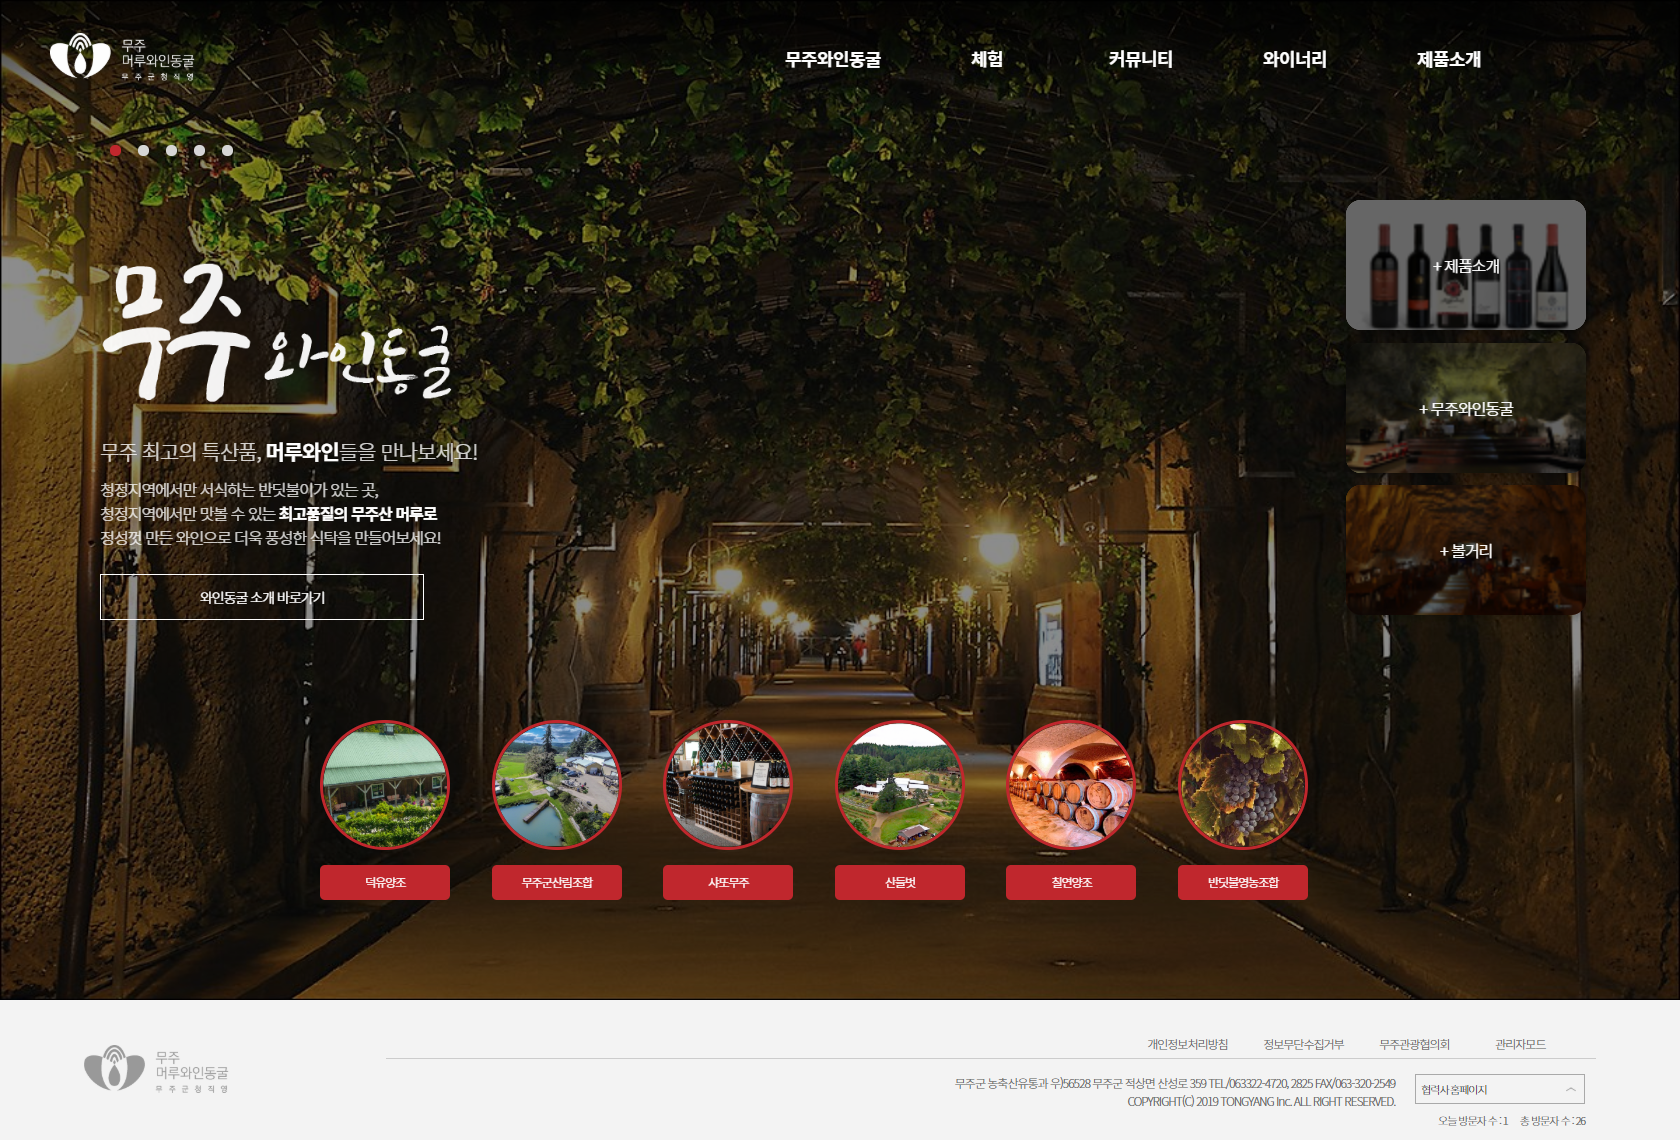 무주
머루와인동굴
무주군청직영
무주와인동굴
체험
커뮤니티
와이너리
제품소개
무주 와인동굴
무주 최고의 특산품, 머루와인들을 만나보세요!
청정지역에서만 서식하는 반딧불이가 있는 곳,
청정지역에서만 맛볼 수 있는 최고품질의 무주산 머루로
정성껏 만든 와인으로 더욱 풍성한 식탁을 만들어보세요!
와인동굴 소개 바로가기
+ 제품소개
+ 무주와인동굴
+ 볼거리
덕유양조
무주군산림조합
샤또무주
산들벗
칠연양조
반딧불영농조합
무주
머루와인동굴
무주군청직영
개인정보처리방침
정보무단수집거부
무주관광협의회
관리자모드
무주군 농축산유통과 우)56528 무주군 적상면 산성로 359 TEL/063322-4720, 2825 FAX/063-320-2549
COPYRIGHT(C) 2019 TONGYANG Inc. ALL RIGHT RESERVED.
협력사 홈페이지
오늘 방문자 수 : 1 총 방문자 수 : 26